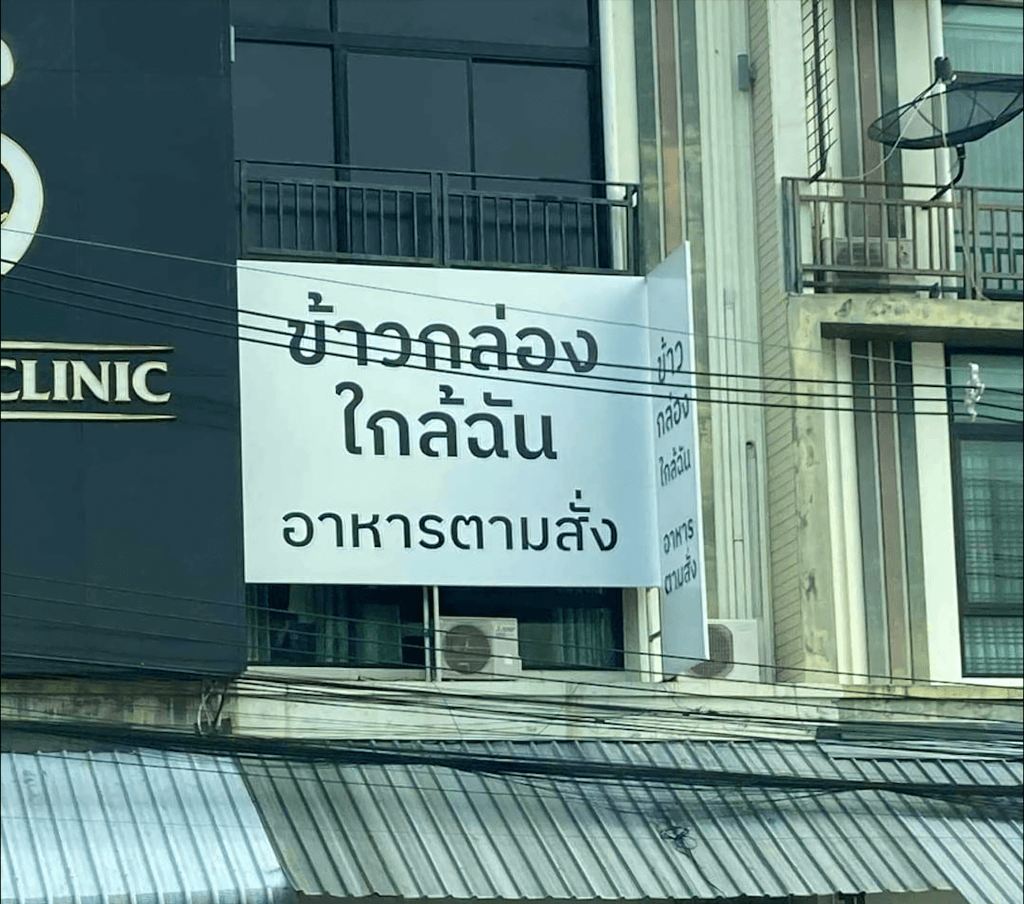 CLINIC
ข้าวกล่อง
ใกล้ฉัน
อาหารตามสั่ง
ข้าว
กล่อง
ใกล้ฉัน
อาหาร
ตามสั่ง